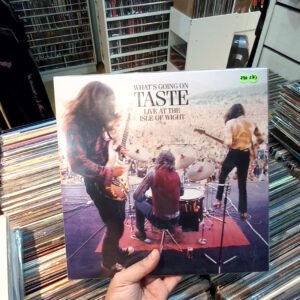 WHAT'S GOING ON
TASTE
LIVE AT THE
ISLE OF WIGHT